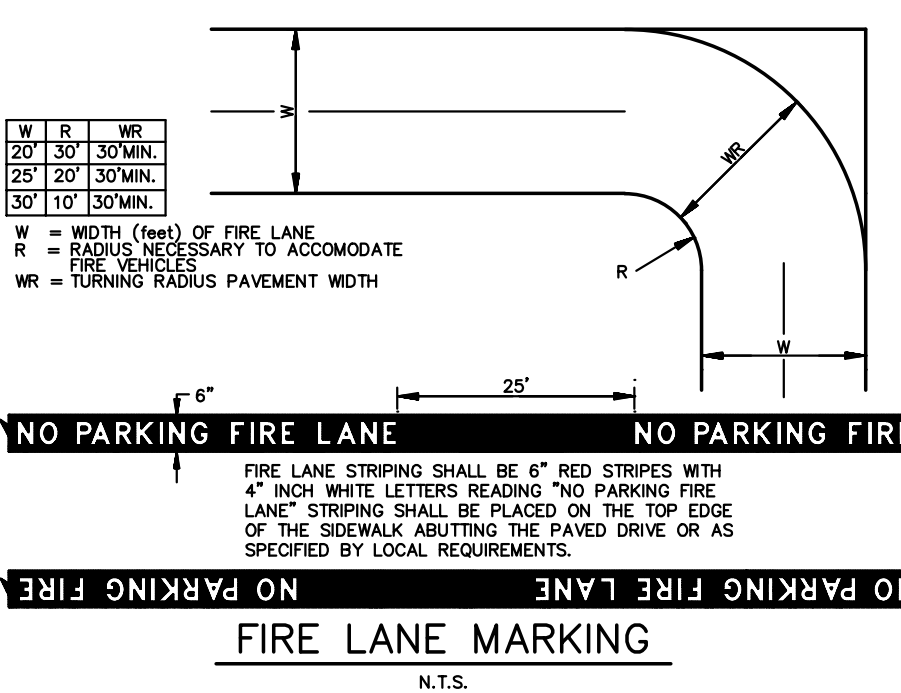 W
W R WR
20' 30' 30'MIN.
25' 20' 30'MIN.
30' 10' 30'MIN.
WR
W = WIDTH (feet) OF FIRE LANE
R = RADIUS NECESSARY TO ACCOMODATE
FIRE VEHICLES
WR = TURNING RADIUS PAVEMENT WIDTH
R
W
6"
25'
NO PARKING FIRE LANE NO PARKING FIRE
FIRE LANE STRIPING SHALL BE 6" RED STRIPES WITH
4" INCH WHITE LETTERS READING "NO PARKING FIRE
LANE" STRIPING SHALL BE PLACED ON THE TOP EDGE
OF THE SIDEWALK ABUTTING THE PAVED DRIVE OR AS
SPECIFIED BY LOCAL REQUIREMENTS.
NO PARKING FIRE LANE NO PARKING FIRE
FIRE LANE MARKING
N.T.S.